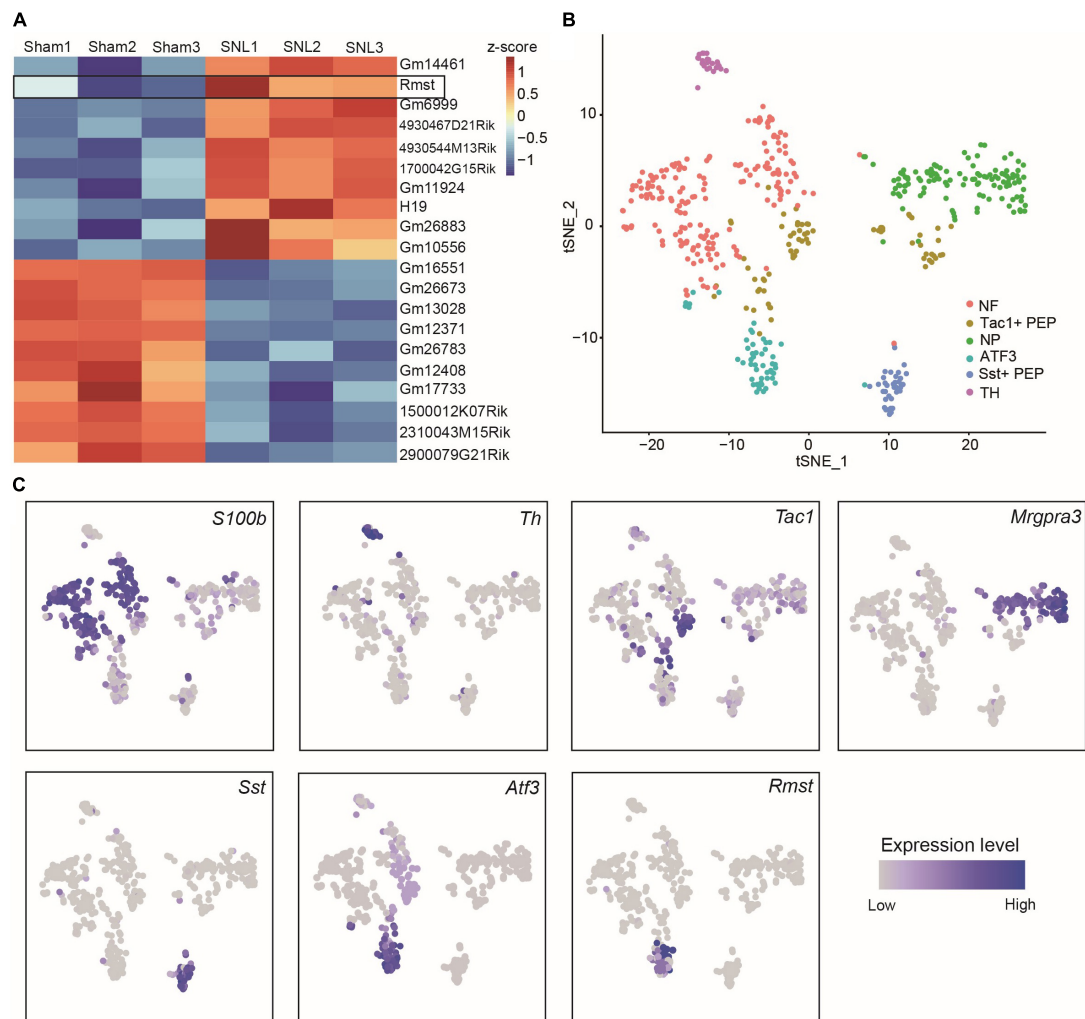 A
Sham1 Sham2 Sham3 SNL1 SNL2 SNL3 z-score
Gm14461
Rmst
Gm6999
4930467D21Rik
4930544M13Rik
1700042G15Rik
Gm11924
H19
Gm26883
Gm10556
Gm16551
Gm26673
Gm13028
Gm12371
Gm26783
Gm12408
Gm17733
1500012K07Rik
2310043M15Rik
2900079G21Rik
1
0.5
0
−0.5
−1
B
tSNE_2
10
0
−10
−20 −10 0 10 20
tSNE_1
NF
Tac1+ PEP
NP
ATF3
Sst+ PEP
TH
C
S100b
Th
Tac1
Mrgpra3
Sst
Atf3
Rmst
Expression level
Low High